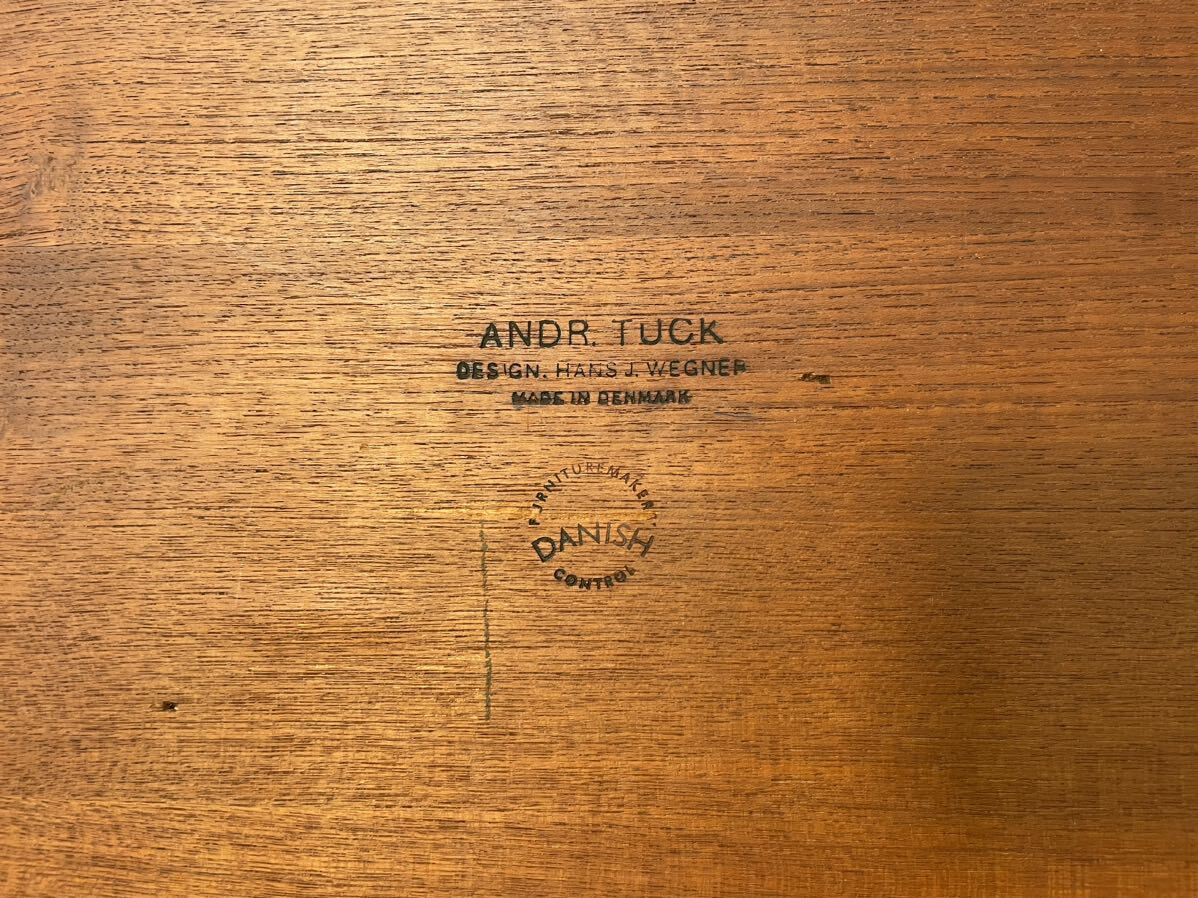 ANDR. TUCK
DESIGN. HANS J. WEGNER
MADE IN DENMARK
FURNITUREMAKERS
DANISH
CONTROL